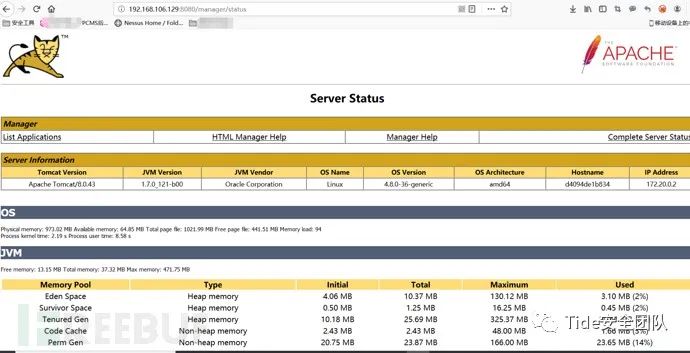 192.168.106.129:8080/manager/status
安全工具
PCMS后...
Nessus Home / Fold...
移动设备上的
TM
THE
APACHE
SOFTWARE FOUNDATION
Server Status
Manager
List Applications HTML Manager Help Manager Help Complete Server Status
Server Information
Tomcat Version JVM Version JVM Vendor OS Name OS Version OS Architecture Hostname IP Address
Apache Tomcat/8.0.43 1.7.0_121-b00 Oracle Corporation Linux 4.8.0-36-generic amd64 d4094de1b834 172.20.0.2
OS
Physical memory: 973.02 MB Available memory: 64.85 MB Total page file: 1021.99 MB Free page file: 441.51 MB Memory load: 94
Process kernel time: 2.19 s Process user time: 8.58 s
JVM
Free memory: 13.15 MB Total memory: 37.32 MB Max memory: 471.75 MB
Memory Pool Type Initial Total Maximum Used
Eden Space Heap memory 4.06 MB 10.37 MB 130.12 MB 3.10 MB (2%)
Survivor Space Heap memory 0.50 MB 1.25 MB 16.25 MB 0.45 MB (2%)
Tenured Gen Heap memory 10.18 MB 25.69 MB 325.37 MB
Code Cache Non-heap memory 2.43 MB 2.43 MB 48.00 MB
Perm Gen Non-heap memory 20.75 MB 23.87 MB 166.00 MB 23.65 MB (14%)
Tide安全团队